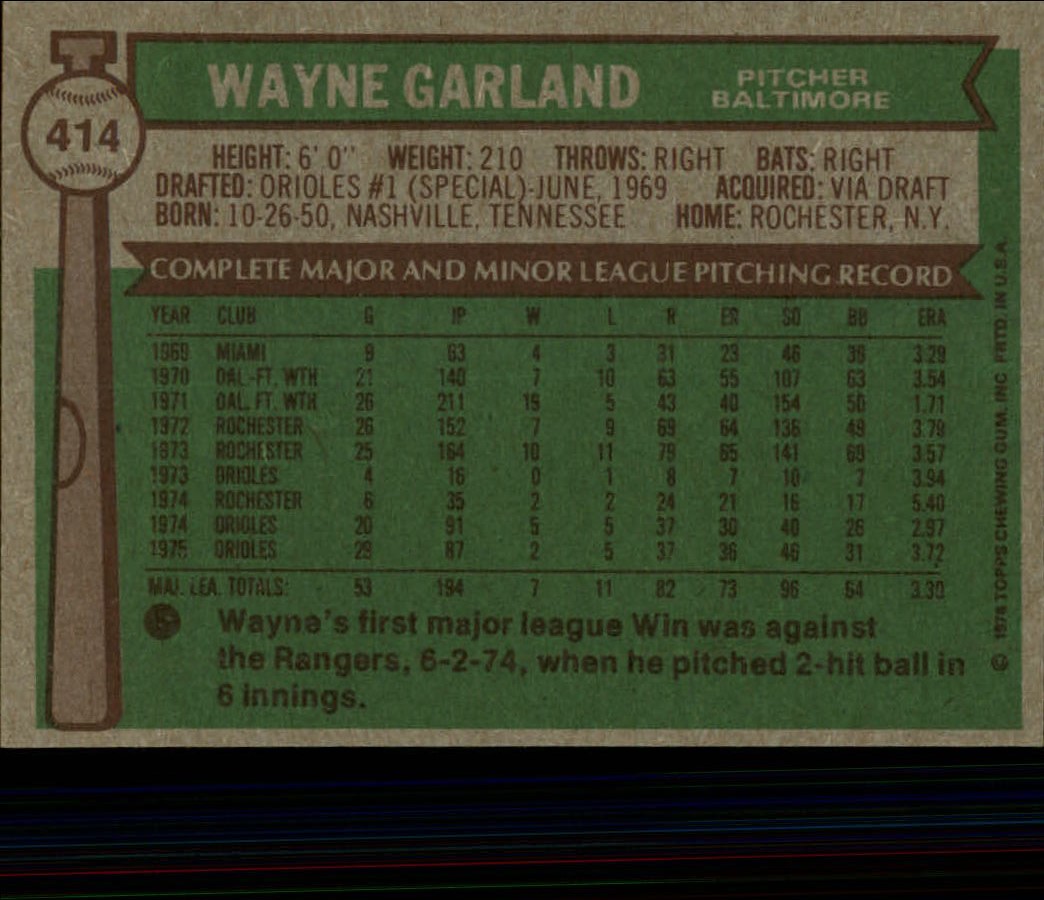 WAYNE GARLAND
PITCHER
BALTIMORE
414
HEIGHT: 6' 0" WEIGHT: 210 THROWS: RIGHT BATS: RIGHT
DRAFTED: ORIOLES #1 (SPECIAL)-JUNE, 1969 ACQUIRED: VIA DRAFT
BORN: 10-26-50, NASHVILLE, TENNESSEE HOME: ROCHESTER, N.Y.
COMPLETE MAJOR AND MINOR LEAGUE PITCHING RECORD
YEAR CLUB G IP W L R ER SO BB ERA
1969 MIAMI 9 63 4 3 31 23 46 39 3.29
1970 DAL.-FT. WTH 21 140 7 10 63 55 107 63 3.54
1971 DAL. FT. WTH 26 211 19 5 43 40 154 50 1.71
1972 ROCHESTER 26 152 7 9 69 64 136 49 3.79
1973 ROCHESTER 25 164 10 11 79 65 141 69 3.57
1973 ORIOLES 4 16 0 1 8 7 10 7 3.94
1974 ROCHESTER 6 35 2 2 24 21 16 17 5.40
1974 ORIOLES 20 91 5 5 37 30 40 26 2.97
1975 ORIOLES 29 87 2 5 37 36 46 31 3.72
MAJ. LEA. TOTALS: 53 194 7 11 82 73 96 64 3.39
Wayne's first major league Win was against
the Rangers, 6-2-74, when he pitched 2-hit ball in
6 innings.
© 1976 TOPPS CHEWING GUM, INC. PRTD. IN U.S.A.